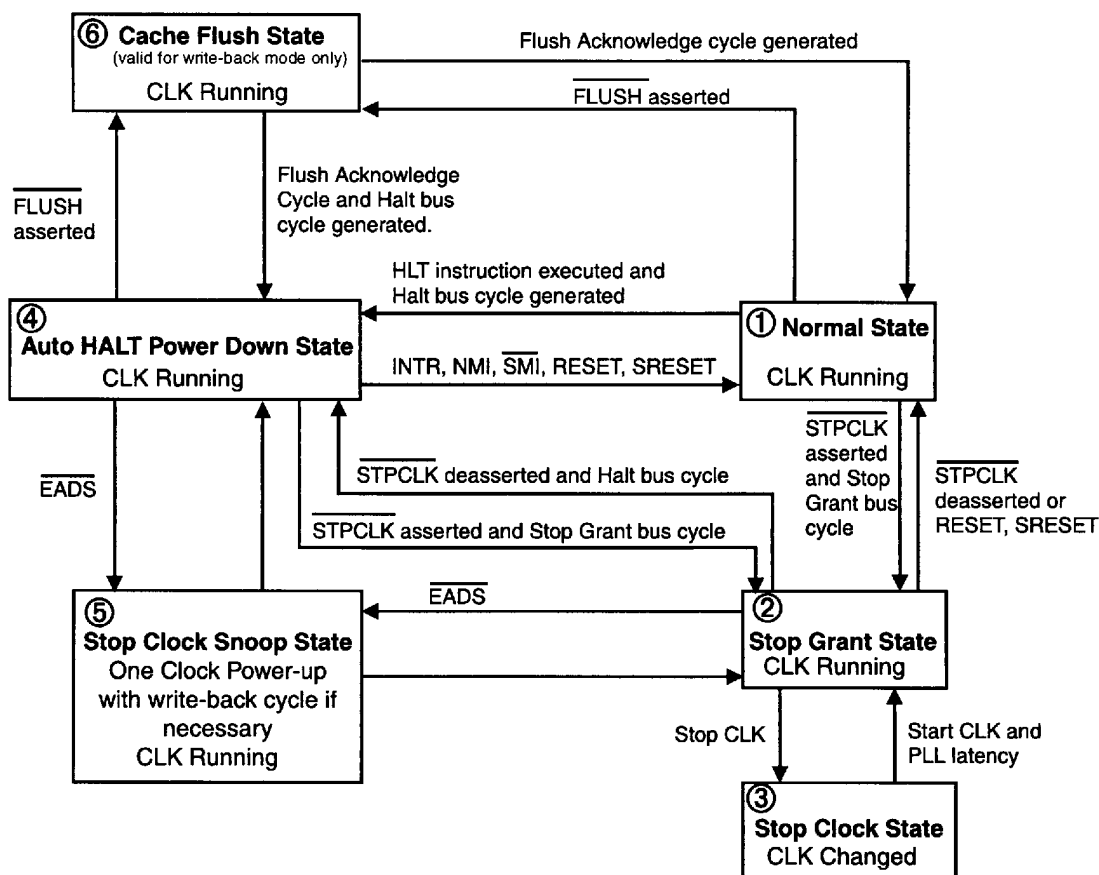 ⑥ Cache Flush State
(valid for write-back mode only)
CLK Running
Flush Acknowledge cycle generated
FLUSH asserted
FLUSH
asserted
Flush Acknowledge
Cycle and Halt bus
cycle generated.
HLT instruction executed and
Halt bus cycle generated
④
Auto HALT Power Down State
CLK Running
① Normal State
CLK Running
INTR, NMI, SMI, RESET, SRESET
EADS
STPCLK deasserted and Halt bus cycle
STPCLK asserted and Stop Grant bus cycle
STPCLK
asserted
and Stop
Grant bus
cycle
STPCLK
deasserted or
RESET, SRESET
EADS
⑤
Stop Clock Snoop State
One Clock Power-up
with write-back cycle if
necessary
CLK Running
②
Stop Grant State
CLK Running
Stop CLK
Start CLK and
PLL latency
③
Stop Clock State
CLK Changed